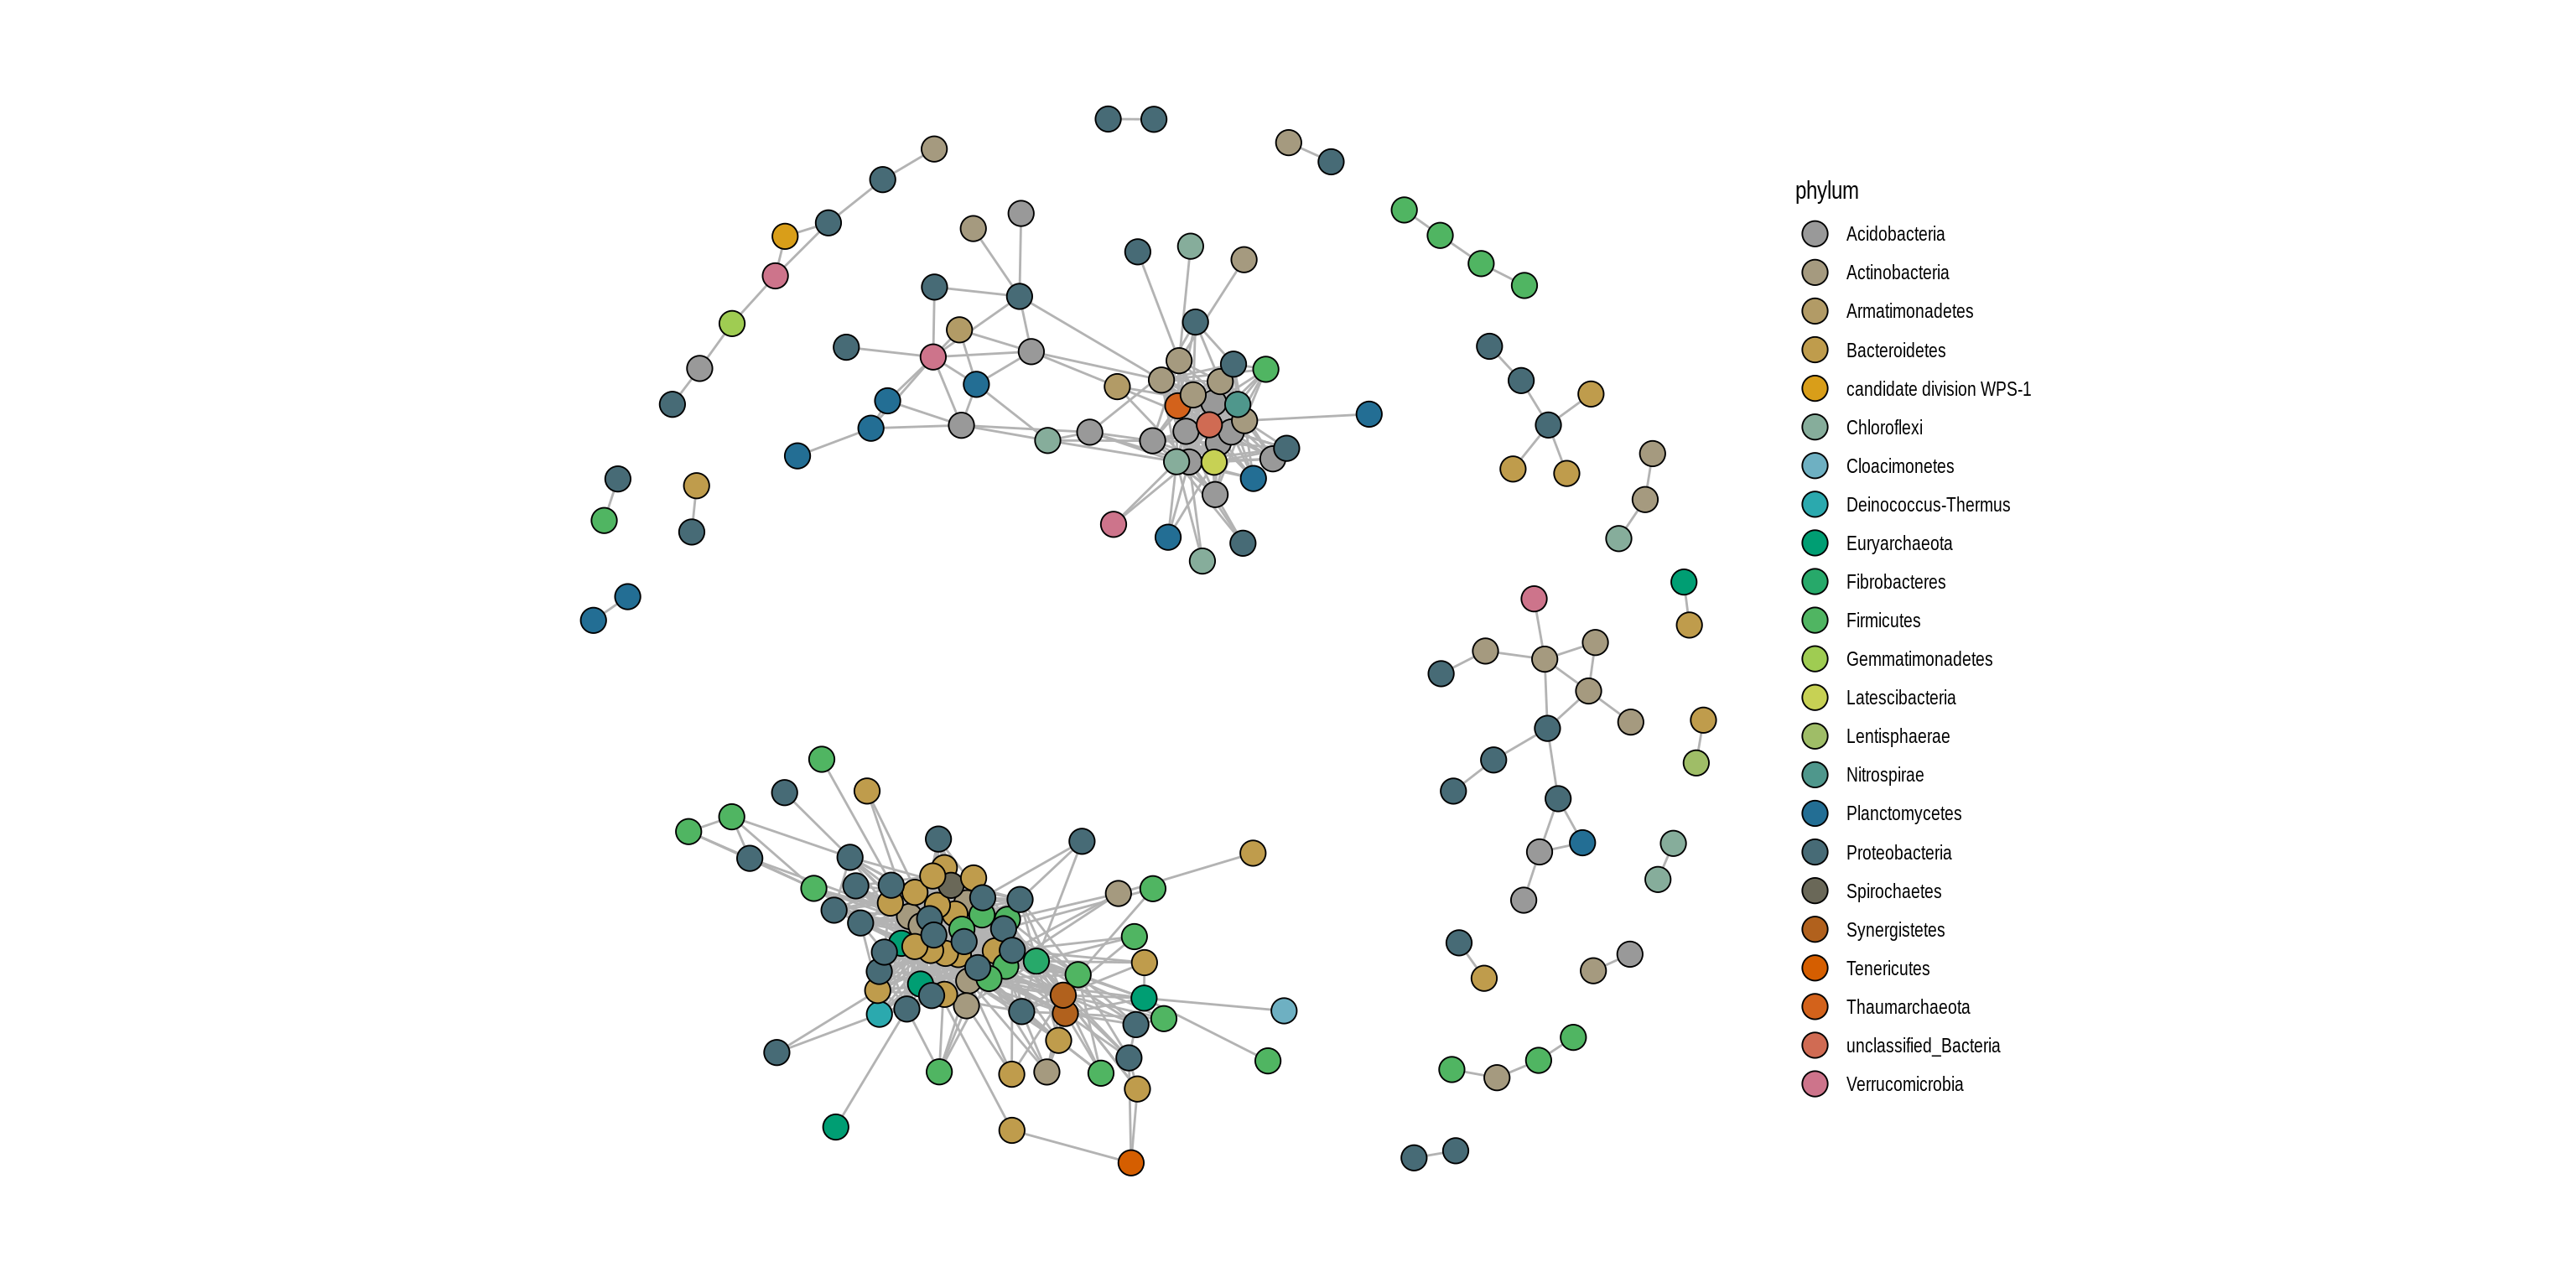 phylum
Acidobacteria
Actinobacteria
Armatimonadetes
Bacteroidetes
candidate division WPS-1
Chloroflexi
Cloacimonetes
Deinococcus-Thermus
Euryarchaeota
Fibrobacteres
Firmicutes
Gemmatimonadetes
Latescibacteria
Lentisphaerae
Nitrospirae
Planctomycetes
Proteobacteria
Spirochaetes
Synergistetes
Tenericutes
Thaumarchaeota
unclassified_Bacteria
Verrucomicrobia